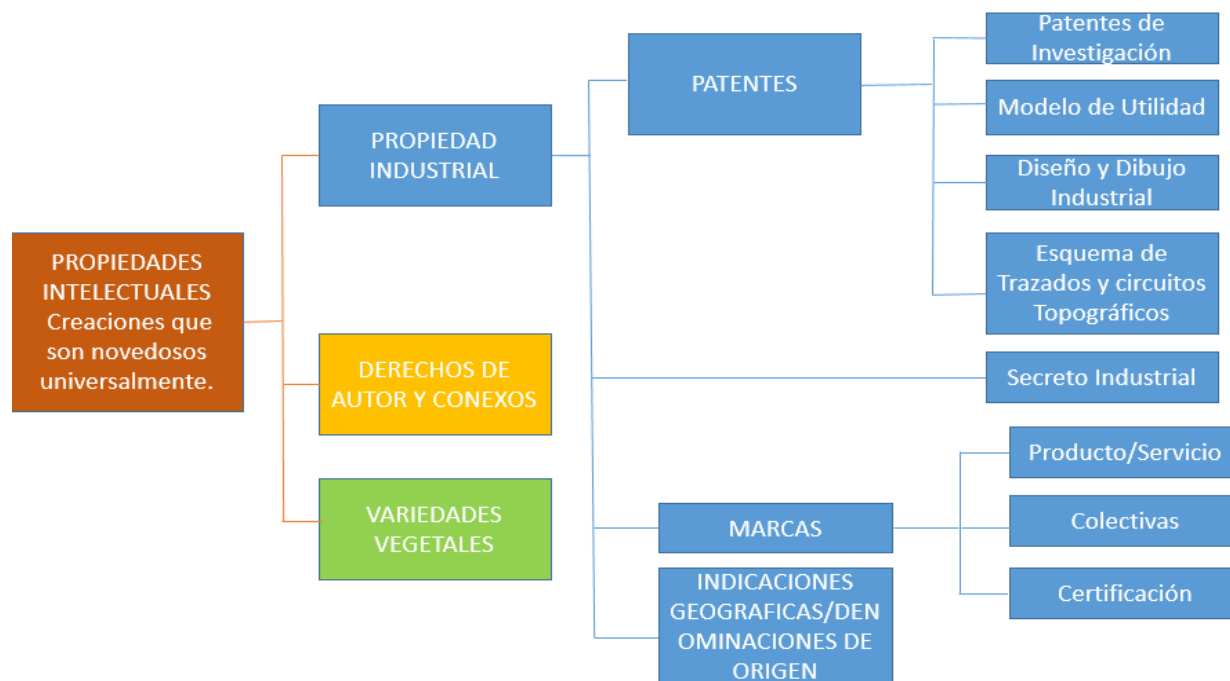 PROPIEDADES
INTELECTUALES
Creaciones que
son novedosos
universalmente.
PROPIEDAD
INDUSTRIAL
DERECHOS DE
AUTOR Y CONEXOS
VARIEDADES
VEGETALES
PATENTES
Patentes de
Investigación
Modelo de Utilidad
Diseño y Dibujo
Industrial
Esquema de
Trazados y circuitos
Topográficos
Secreto Industrial
MARCAS
Producto/Servicio
Colectivas
Certificación
INDICACIONES
GEOGRAFICAS/DEN
OMINACIONES DE
ORIGEN